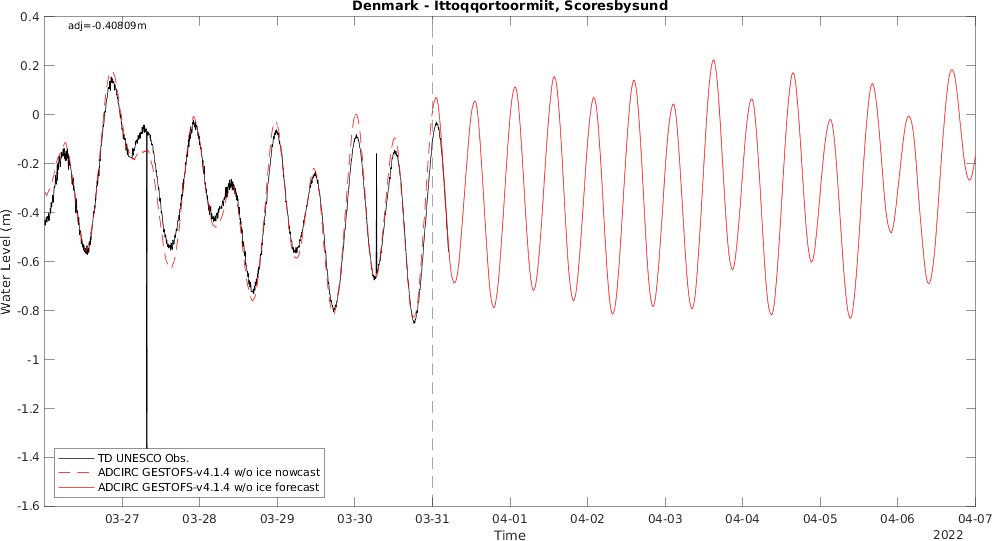 Denmark - Ittoqqortoormiit, Scoresbysund
adj=-0.40809m
0.4
0.2
0
-0.2
-0.4
-0.6
-0.8
-1
-1.2
-1.4
-1.6
Water Level (m)
TD UNESCO Obs.
ADCIRC GESTOFS-v4.1.4 w/o ice nowcast
ADCIRC GESTOFS-v4.1.4 w/o ice forecast
03-27 03-28 03-29 03-30 03-31 04-01 04-02 04-03 04-04 04-05 04-06 04-07
Time
2022